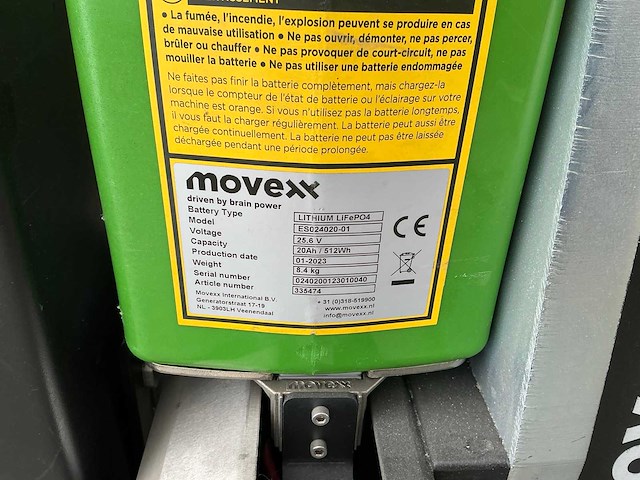 • La fumée, l'incendie, l'explosion peuvent se produire en cas
de mauvaise utilisation • Ne pas ouvrir, démonter, ne pas percer,
brûler ou chauffer • Ne pas provoquer de court-circuit, ne pas
mouiller la batterie • Ne pas utiliser une batterie endommagée
Ne faites pas finir la batterie complètement, mais chargez-la
lorsque le compteur de l'état de batterie ou l'éclairage sur votre
machine est orange. Si vous n'utilisez pas la batterie longtemps,
il vous faut la charger régulièrement. La batterie peut aussi être
chargée continuellement. La batterie ne peut pas être laissée
déchargée pendant une période prolongée.
movexx
driven by brain power
Battery Type LITHIUM LiFePO4
Model ES024020-01
Voltage 25.6 V
Capacity 20Ah / 512Wh
Production date 01-2023
Weight 8.4 kg
Serial number 0240200123010040
Article number 335474
CE
Movexx International B.V.
Generatorstraat 17-19
NL - 3903LH Veenendaal
+ 31 (0)318-519900
www.movexx.nl
info@movexx.nl
movexx